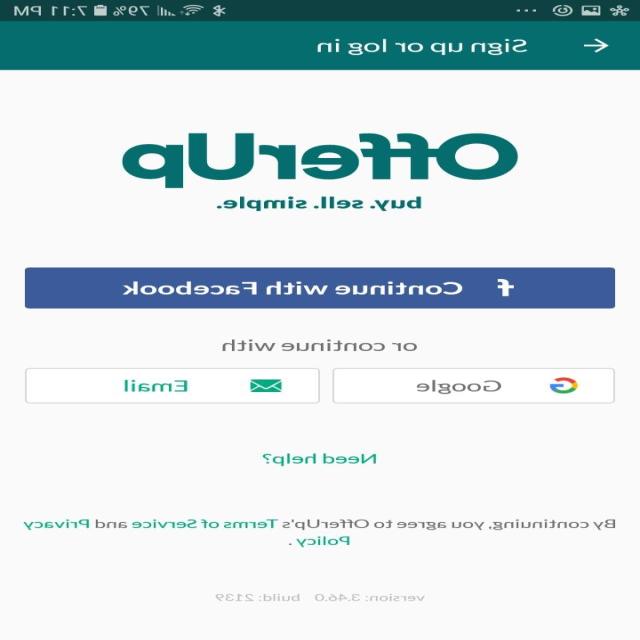 79% 7:11 PM
Sign up or log in
OfferUp
buy. sell. simple.
f Continue with Facebook
or continue with
Google
Email
Need help?
By continuing, you agree to OfferUp's Terms of Service and Privacy
Policy .
version: 3.46.0 build: 2139